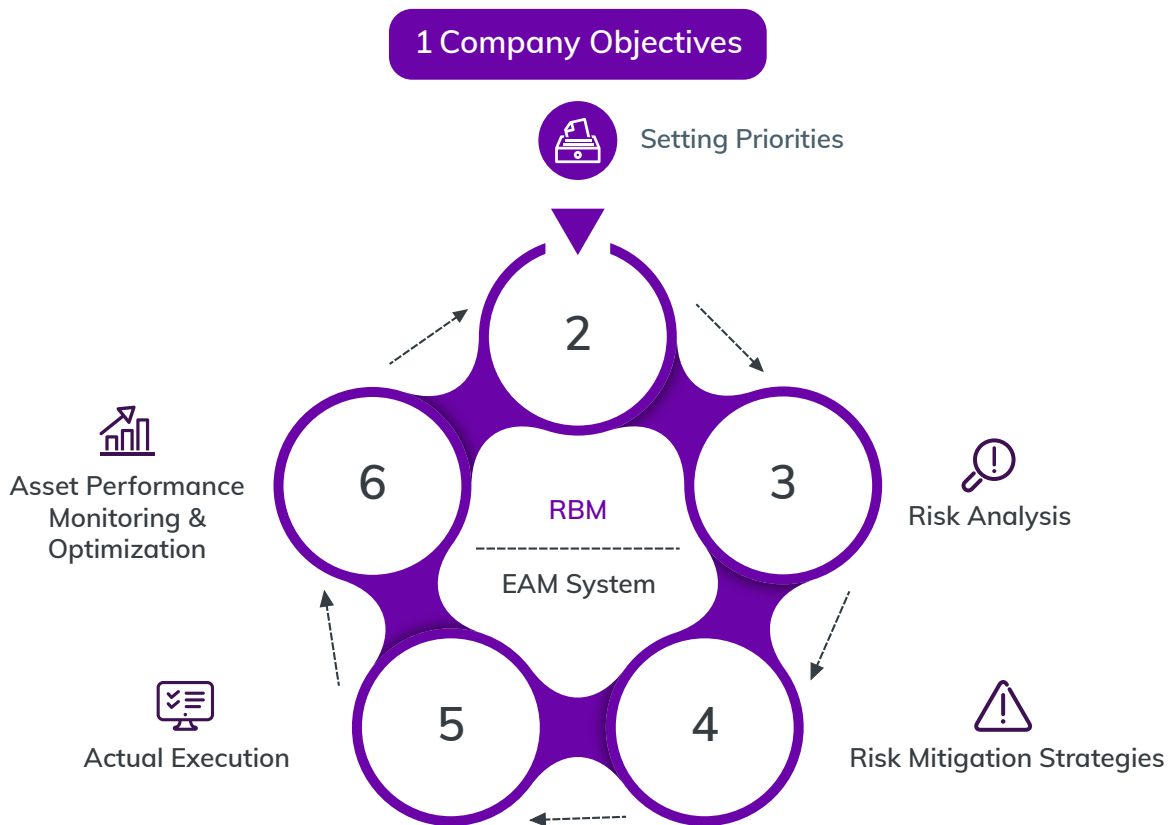 1 Company Objectives
Setting Priorities
2
3
Risk Analysis
4
Risk Mitigation Strategies
5
Actual Execution
6
Asset Performance
Monitoring &
Optimization
RBM
EAM System